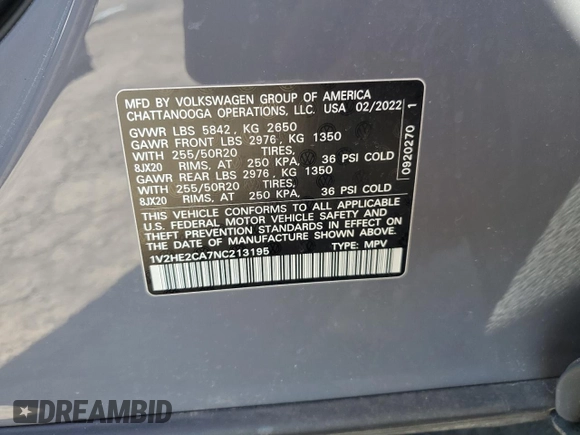 MFD BY VOLKSWAGEN GROUP OF AMERICA
CHATTANOOGA OPERATIONS, LLC. USA 02/2022
GVWR LBS 5842, KG 2650
GAWR FRONT LBS 2976, KG 1350
WITH 255/50R20 TIRES,
8JX20 RIMS, AT 250 KPA, 36 PSI COLD
GAWR REAR LBS 2976, KG 1350
WITH 255/50R20 TIRES,
8JX20 RIMS, AT 250 KPA, 36 PSI COLD
THIS VEHICLE CONFORMS TO ALL APPLICABLE
U.S. FEDERAL MOTOR VEHICLE SAFETY AND
THEFT PREVENTION STANDARDS IN EFFECT ON
THE DATE OF MANUFACTURE SHOWN ABOVE.
1V2HE2CA7NC213195 TYPE: MPV
0920270 1
DREAMBID